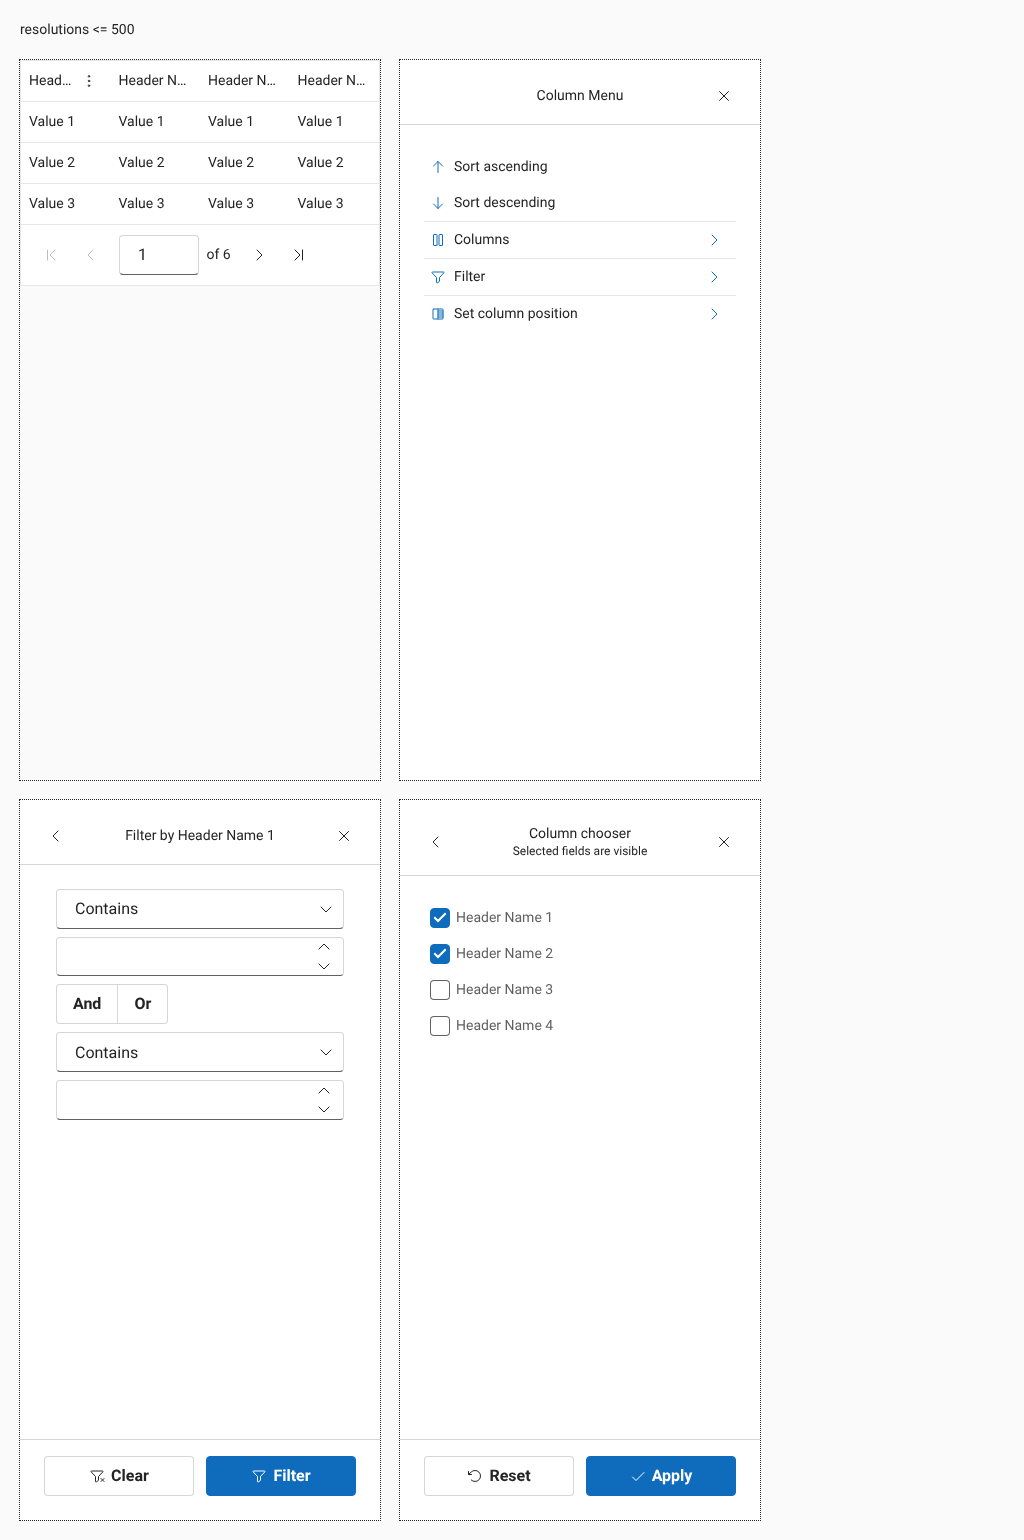 resolutions <= 500
Head... Header N... Header N... Header N...
Value 1 Value 1 Value 1 Value 1
Value 2 Value 2 Value 2 Value 2
Value 3 Value 3 Value 3 Value 3
1 of 6
Column Menu
Sort ascending
Sort descending
Columns
Filter
Set column position
Filter by Header Name 1
Contains
And Or
Contains
Clear Filter
Column chooser
Selected fields are visible
Header Name 1
Header Name 2
Header Name 3
Header Name 4
Reset Apply